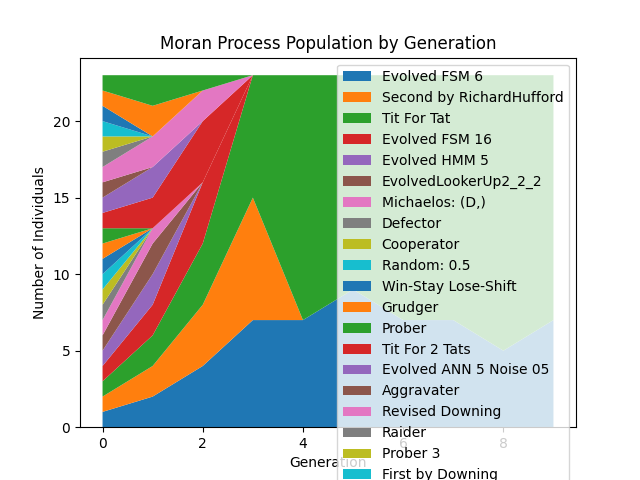 Moran Process Population by Generation
Number of Individuals
20
15
10
5
0
0
2
4
6
8
Generation
Evolved FSM 6
Second by RichardHufford
Tit For Tat
Evolved FSM 16
Evolved HMM 5
EvolvedLookerUp2_2_2
Michaelos: (D,)
Defector
Cooperator
Random: 0.5
Win-Stay Lose-Shift
Grudger
Prober
Tit For 2 Tats
Evolved ANN 5 Noise 05
Aggravater
Revised Downing
Raider
Prober 3
First by Downing